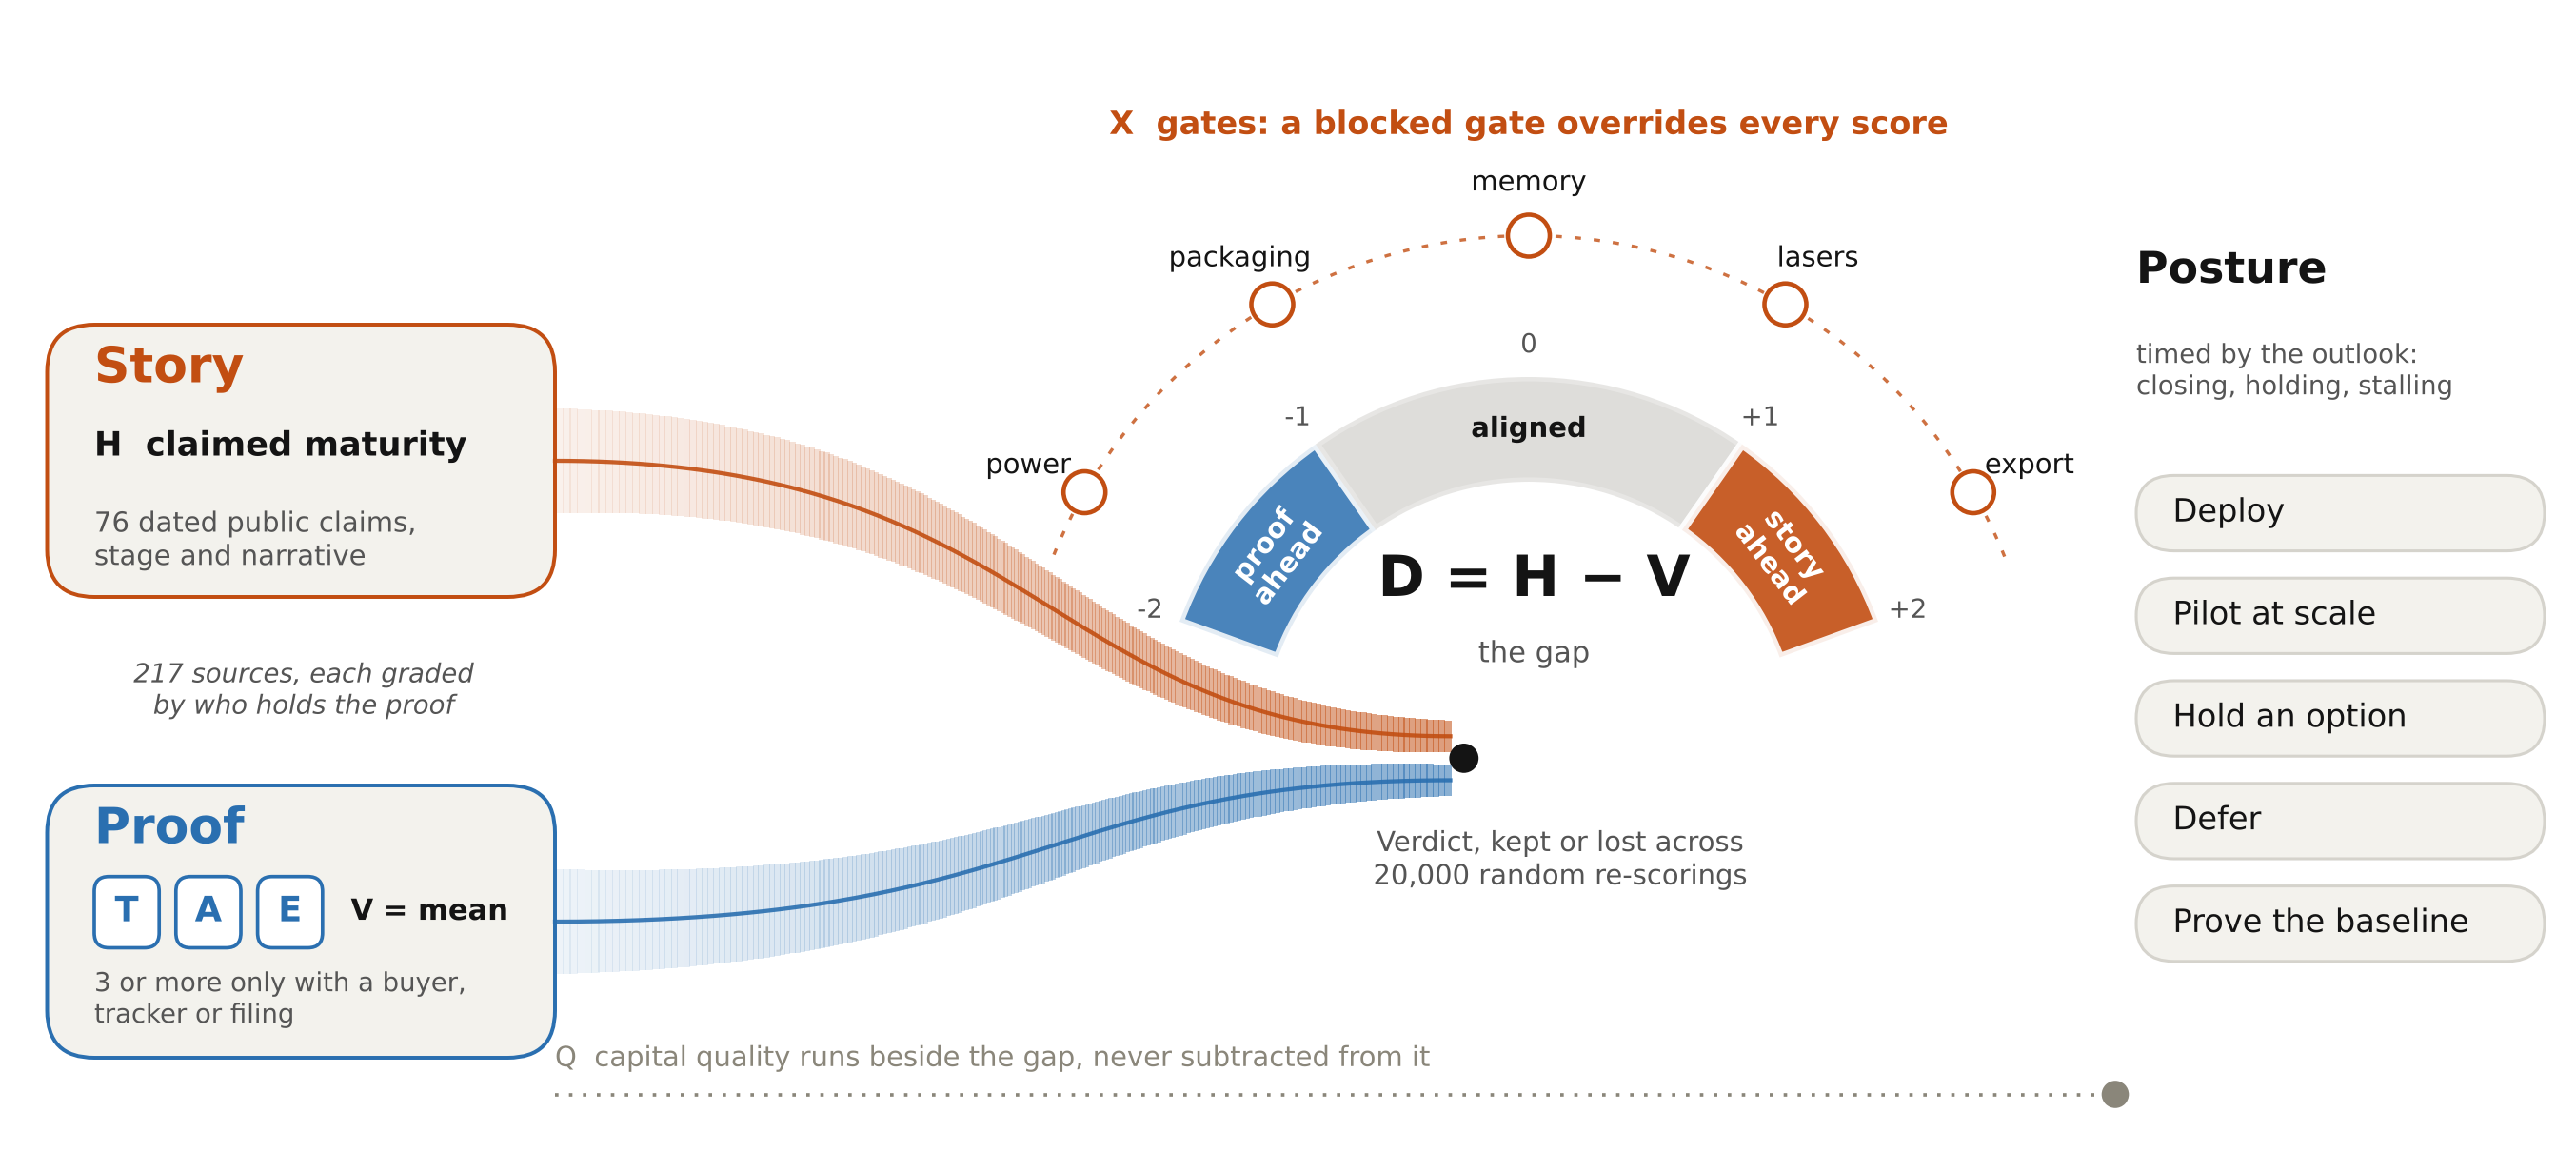 X gates: a blocked gate overrides every score
memory
packaging
lasers
power
export
0
-1
+1
-2
+2
aligned
proof
ahead
story
ahead
D = H − V
the gap
Story
H claimed maturity
76 dated public claims,
stage and narrative
217 sources, each graded
by who holds the proof
Proof
T A E V = mean
3 or more only with a buyer,
tracker or filing
Verdict, kept or lost across
20,000 random re-scorings
Q capital quality runs beside the gap, never subtracted from it
Posture
timed by the outlook:
closing, holding, stalling
Deploy
Pilot at scale
Hold an option
Defer
Prove the baseline